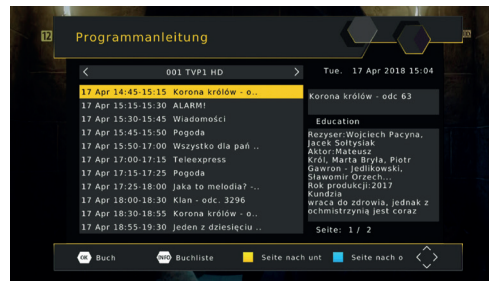 12
Programmanleitung
001 TVP1 HD
Tue. 17 Apr 2018 15:04
17 Apr 14:45-15:15 Korona królów - o..
17 Apr 15:15-15:30 ALARM!
17 Apr 15:30-15:45 Wiadomości
17 Apr 15:45-15:50 Pogoda
17 Apr 15:50-17:00 Wszystko dla pań ..
17 Apr 17:00-17:15 Teleexpress
17 Apr 17:15-17:25 Pogoda
17 Apr 17:25-18:00 Jaka to melodia? -..
17 Apr 18:00-18:30 Klan - odc. 3296
17 Apr 18:30-18:55 Korona królów - o..
17 Apr 18:55-19:30 Jeden z dziesięciu ..
Korona królów - odc 63
Education
Rezyser:Wojciech Pacyna,
Jacek Sołtysiak
Aktor:Mateusz
Król, Marta Bryła, Piotr
Gawron - Jedlikowski,
Sławomir Orzech...
Rok produkcji:2017
Kundzia
wraca do zdrowia, jednak z
ochmistrzynią jest coraz
Seite: 1 / 2
OK Buch
INFO Buchliste
Seite nach unt
Seite nach o